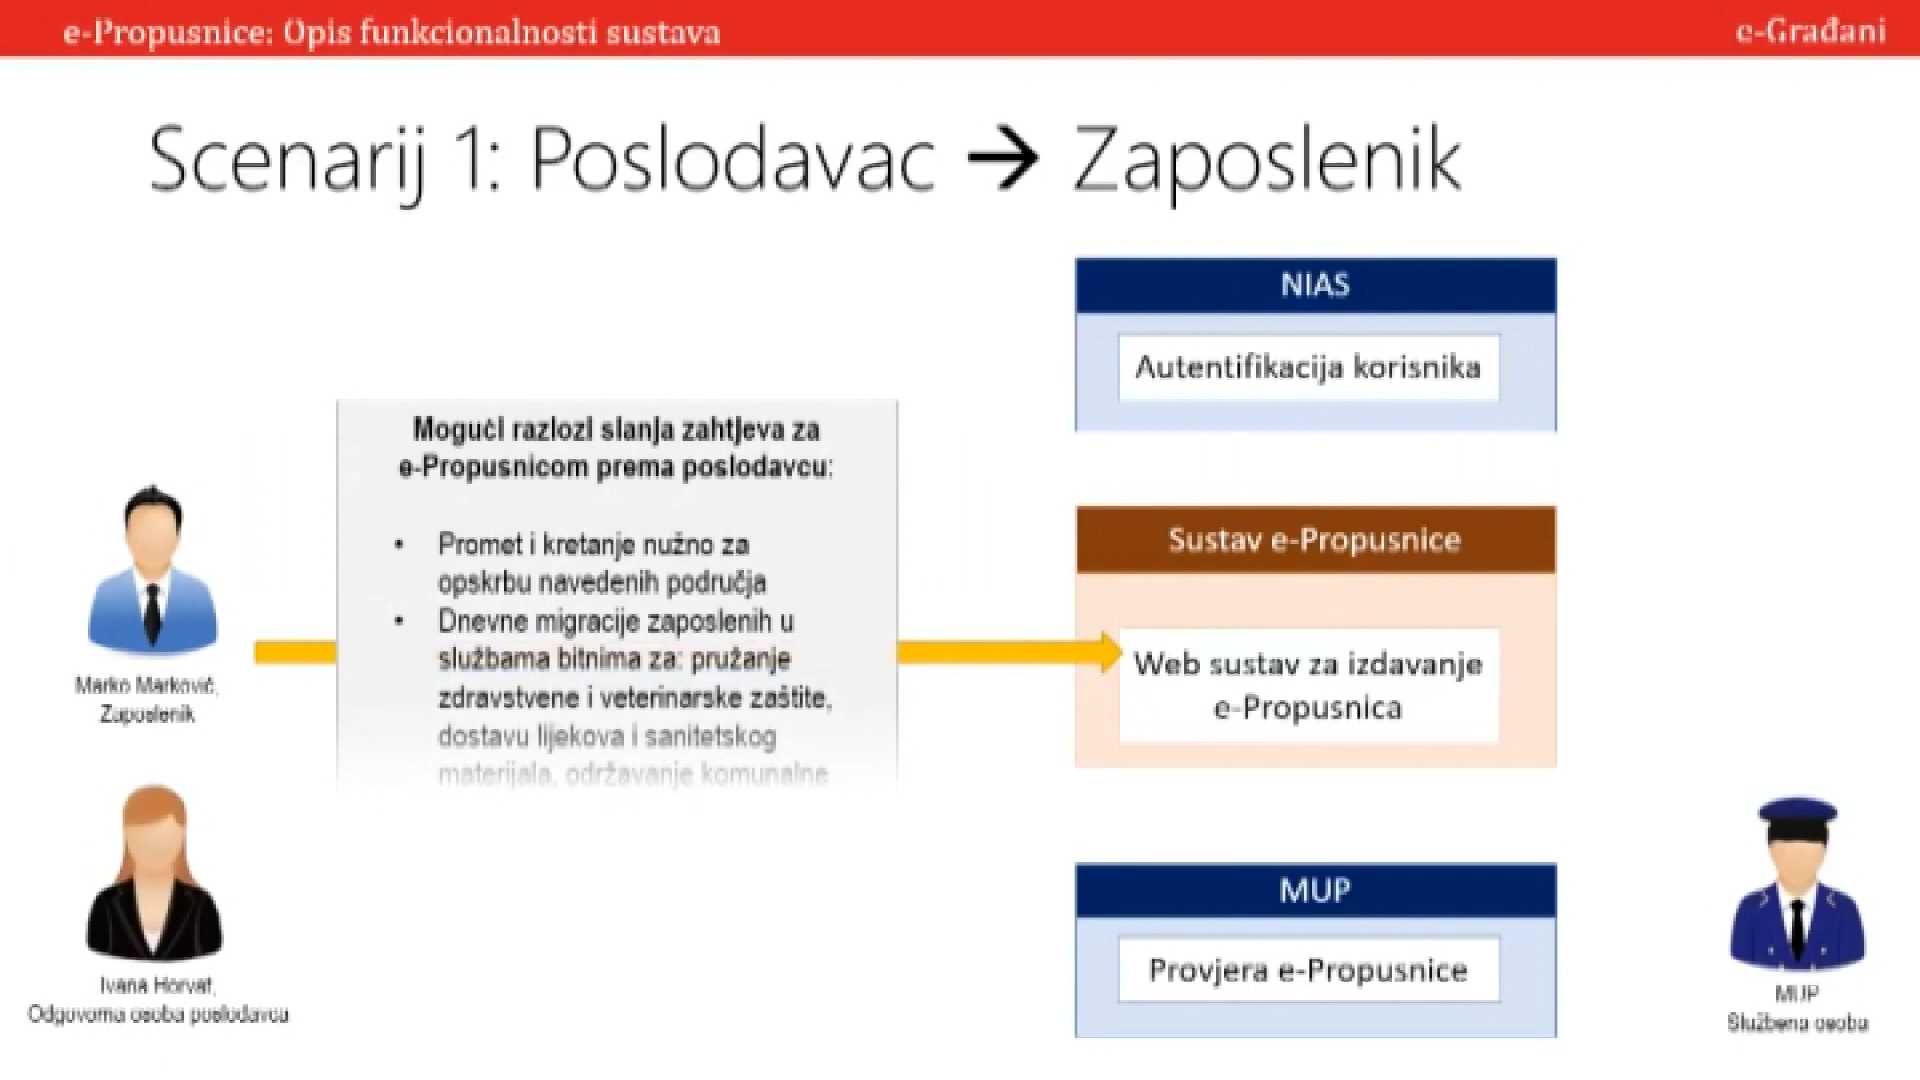 e-Propusnice: Opis funkcionalnosti sustava
e-Građani
Scenarij 1: Poslodavac → Zaposlenik
NIAS
Autentifikacija korisnika
Mogući razlozi slanja zahtjeva za
e-Propusnicom prema poslodavcu:
• Promet i kretanje nužno za
opskrbu navedenih područja
• Dnevne migracije zaposlenih u
službama bitnima za: pružanje
zdravstvene i veterinarske zaštite,
dostavu lijekova i sanitetskog
materijala, održavanje komunalne
Sustav e-Propusnice
Web sustav za izdavanje
e-Propusnica
Marko Marković,
Zaposlenik
Ivana Horvat,
Odgovorna osoba poslodavca
MUP
Provjera e-Propusnice
MUP
Službena osoba